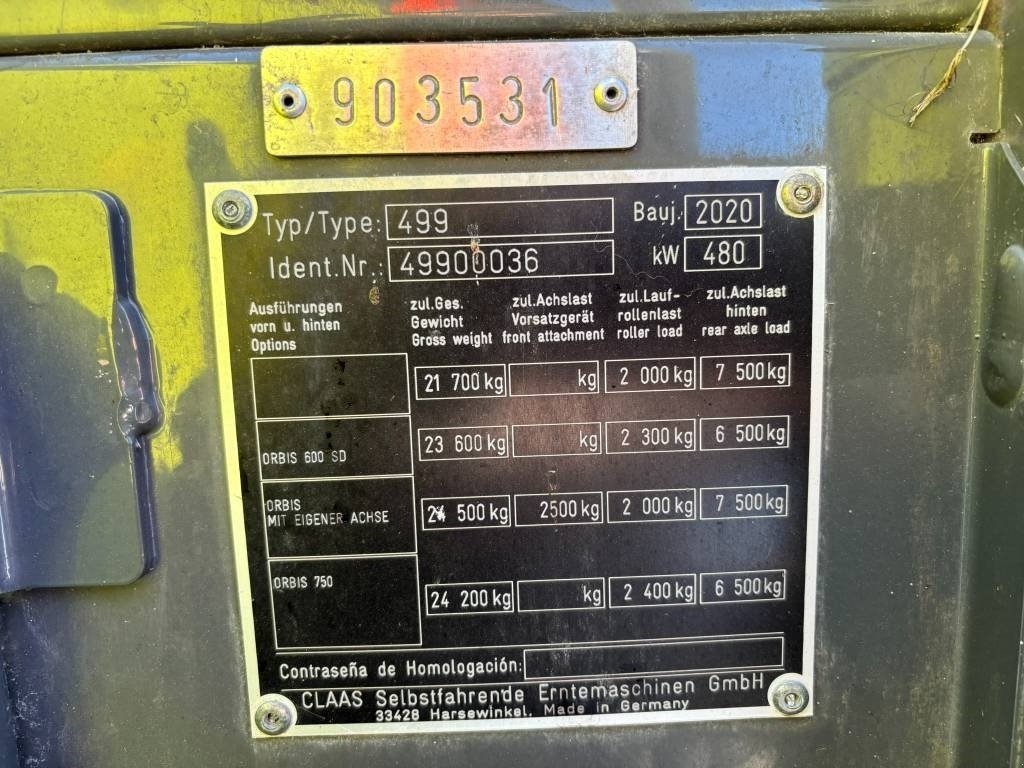 903531
Typ/Type: 499 Bauj. 2020
Ident.Nr.: 49900036 kW 480
Ausführungen
vorn u. hinten
Options
zul.Ges.
Gewicht
Gross weight
zul.Achslast
Vorsatzgerät
front attachment
zul.Lauf-
rollenlast
roller load
zul.Achslast
hinten
rear axle load
21 700 kg kg 2 000 kg 7 500 kg
ORBIS 600 SD 23 600 kg kg 2 300 kg 6 500 kg
ORBIS
MIT EIGENER ACHSE 500 kg 2500 kg 2 000 kg 7 500 kg
ORBIS 750 24 200 kg kg 2 400 kg 6 500 kg
Contraseña de Homologación:
CLAAS Selbstfahrende Erntemaschinen GmbH
33428 Harsewinkel, Made in Germany